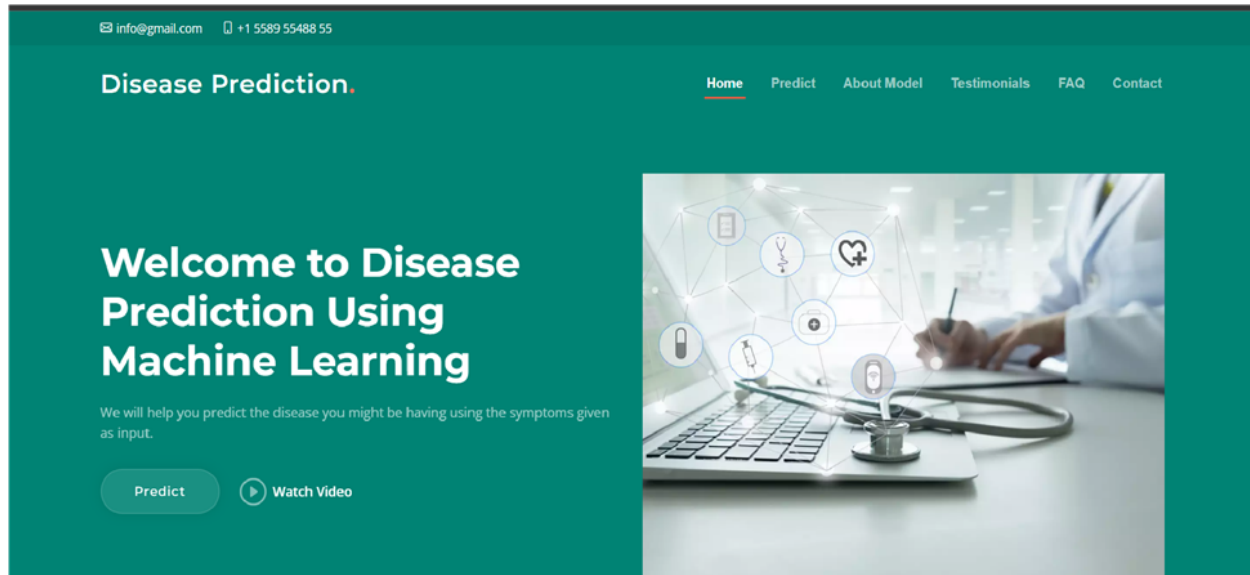 info@gmail.com +1 5589 55488 55
Disease Prediction.
Home Predict About Model Testimonials FAQ Contact
Welcome to Disease
Prediction Using
Machine Learning
We will help you predict the disease you might be having using the symptoms given
as input.
Predict Watch Video